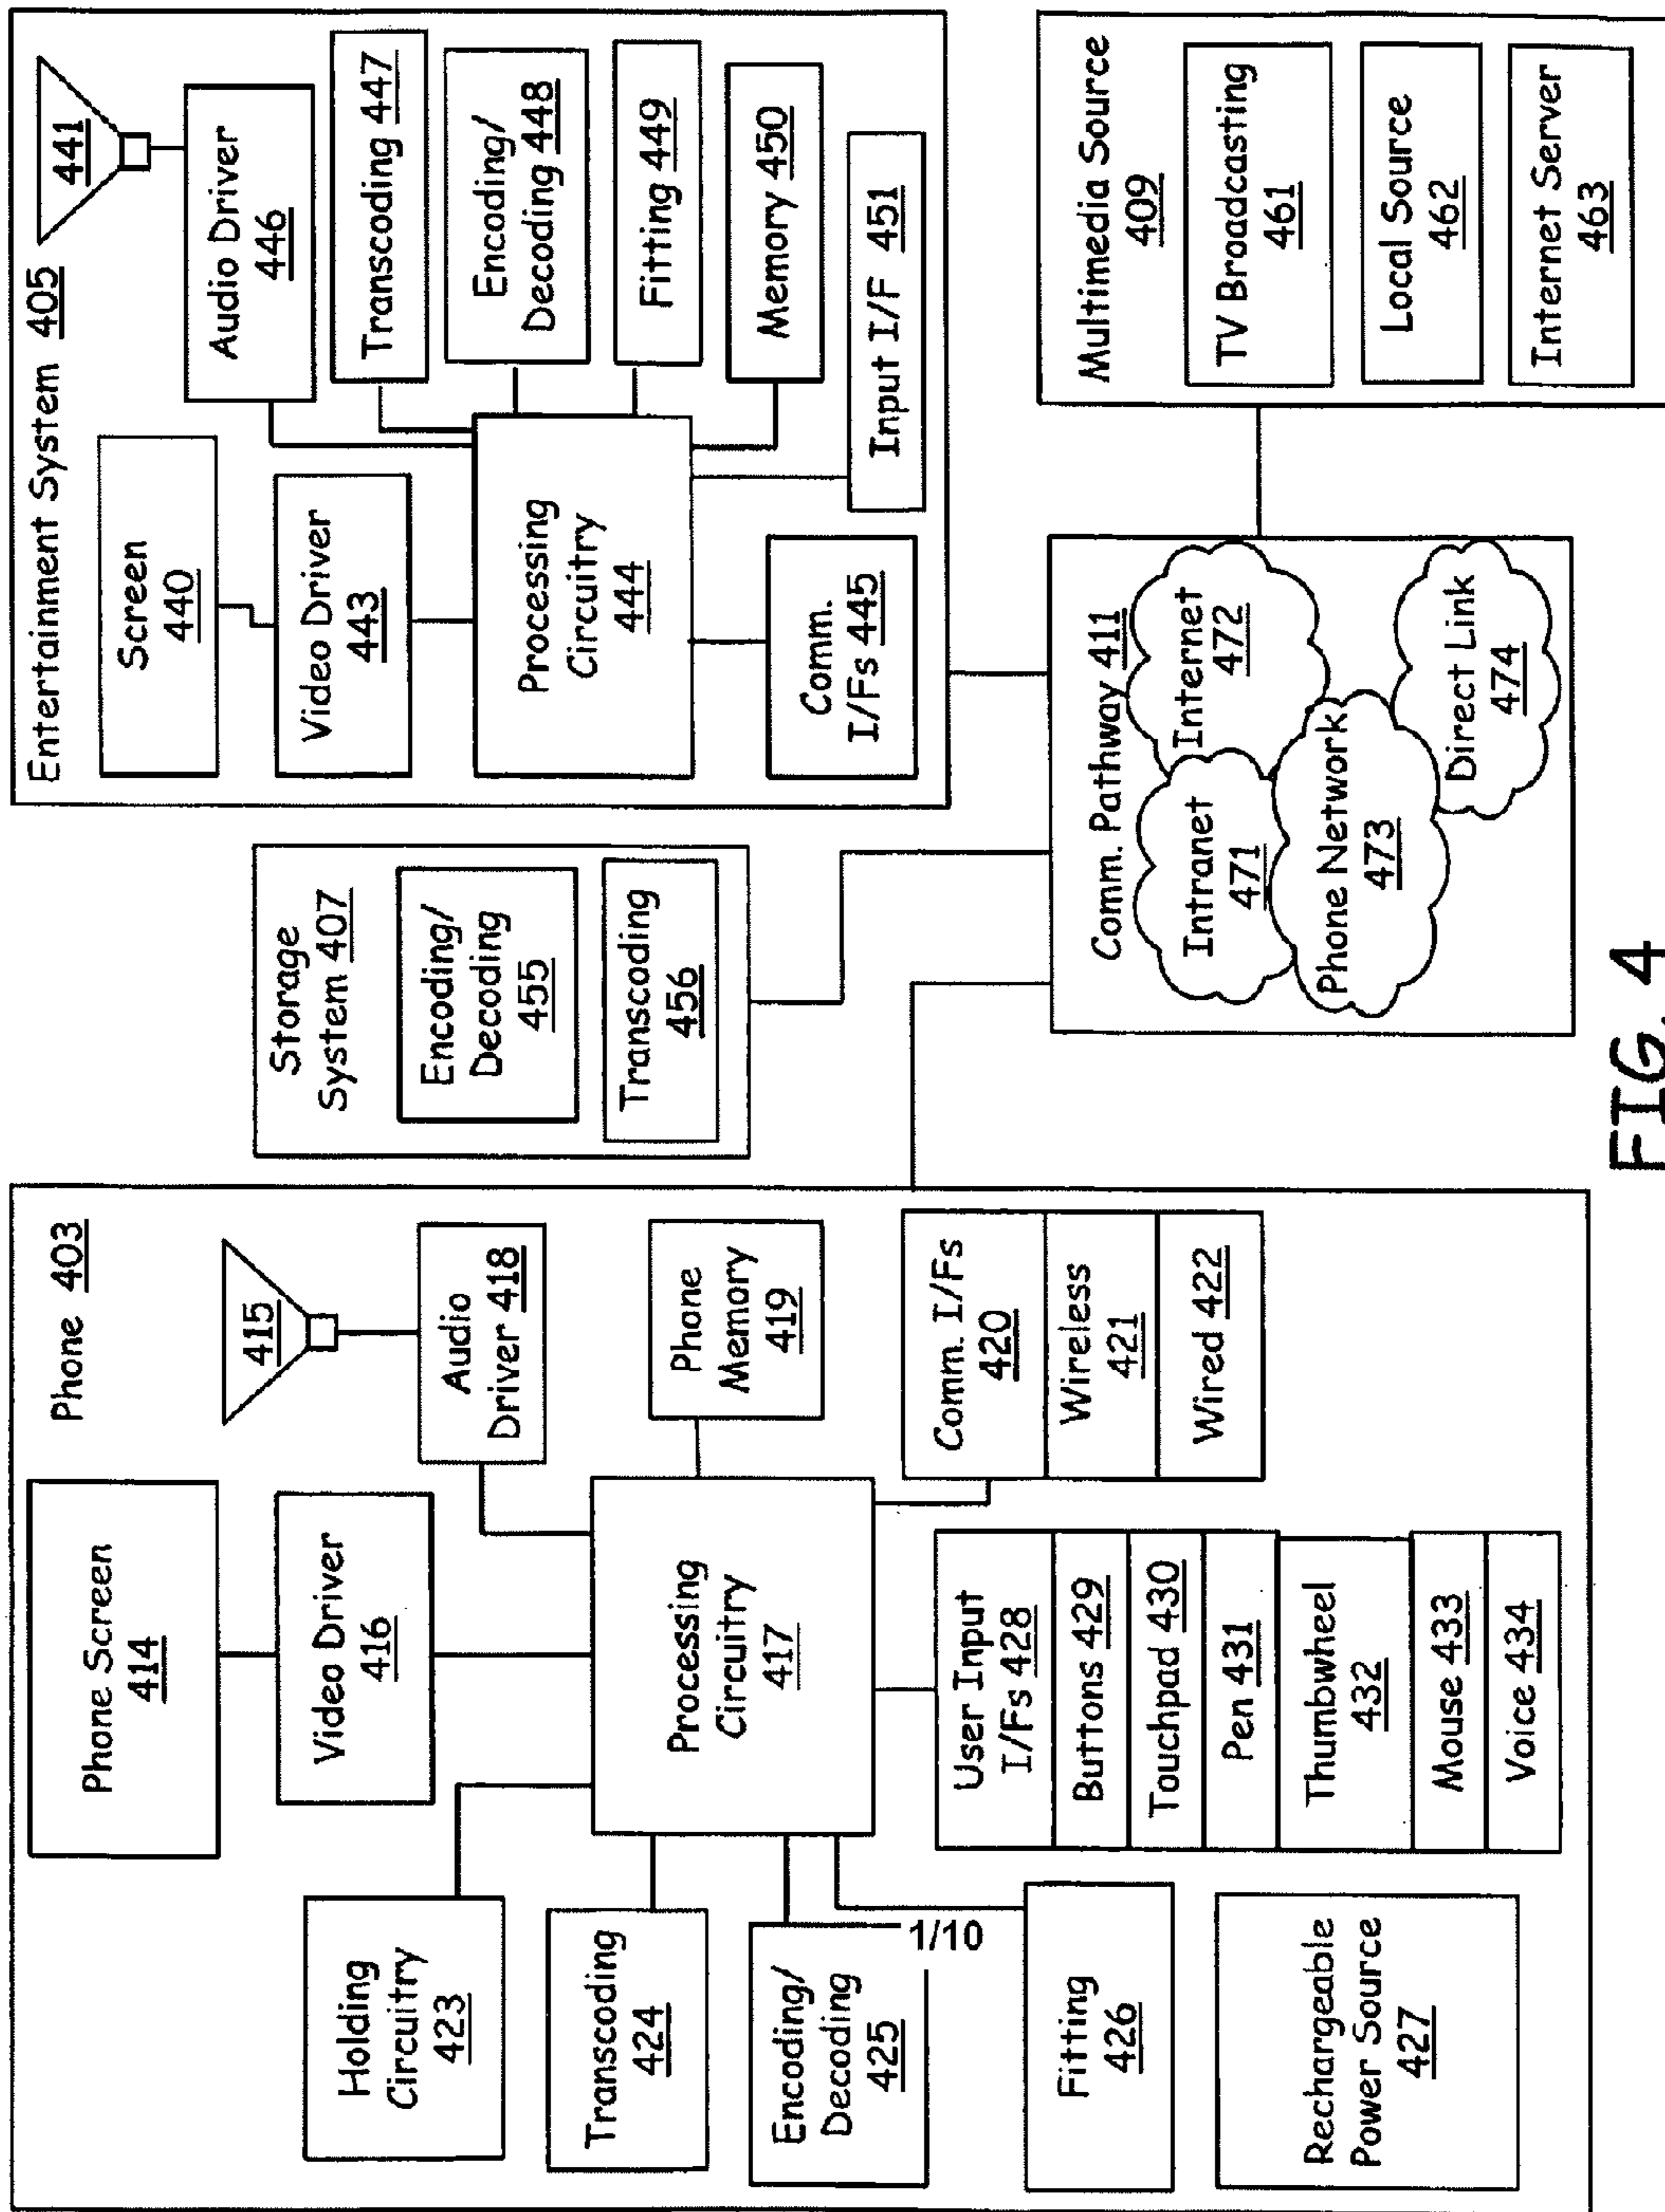 Phone 403
Phone Screen
414
415
Video Driver
416
Audio
Driver 418
Holding
Circuitry
423
Processing
Circuitry
417
Phone
Memory
419
Transcoding
424
Encoding/
Decoding
425
1/10
Fitting
426
Rechargeable
Power Source
427
User Input
I/Fs 428
Buttons 429
Touchpad 430
Pen 431
Thumbwheel
432
Mouse 433
Voice 434
Comm. I/Fs
420
Wireless
421
Wired 422
Storage
System 407
Encoding/
Decoding
455
Transcoding
456
Entertainment System 405
441
Screen
440
Audio Driver
446
Video Driver
443
Transcoding 447
Encoding/
Decoding 448
Processing
Circuitry
444
Fitting 449
Memory 450
Comm.
I/Fs 445
Input I/F 451
Comm. Pathway 411
Intranet
471
Internet
472
Phone Network
473
Direct Link
474
Multimedia Source
409
TV Broadcasting
461
Local Source
462
Internet Server
463
FIG. 4